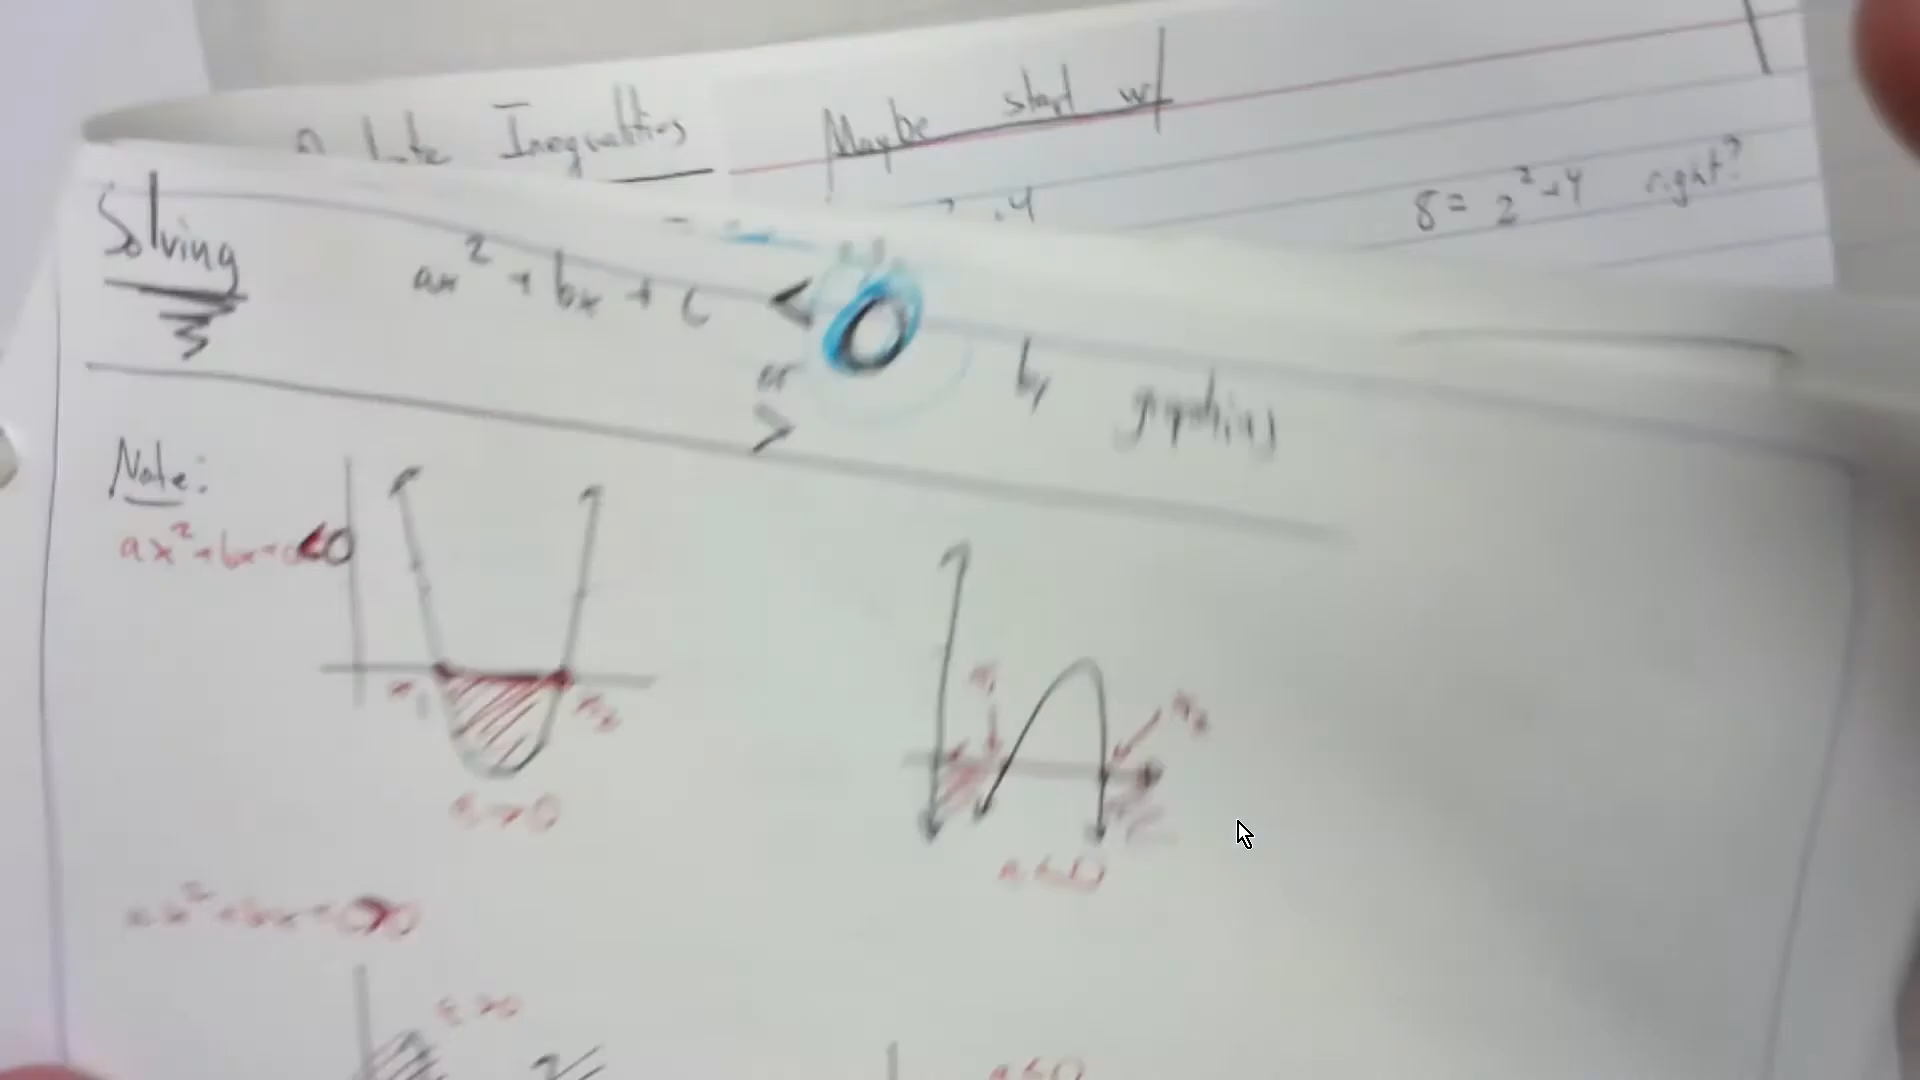 Inequalities Maybe start w/
8 = 2² + 4 right?
Solving ax² + bx + c < 0 by graphing
or
>
Note:
ax² + bx + c < 0
x₁ x₂
a > 0
x₁ x₂
a < 0
ax² + bx + c > 0
a > 0
a < 0